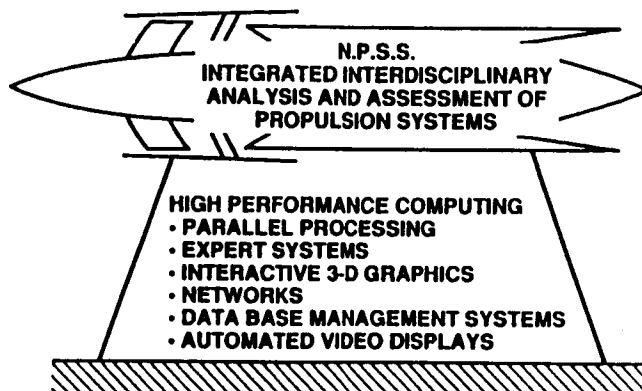 N.P.S.S.
INTEGRATED INTERDISCIPLINARY
ANALYSIS AND ASSESSMENT OF
PROPULSION SYSTEMS
HIGH PERFORMANCE COMPUTING
• PARALLEL PROCESSING
• EXPERT SYSTEMS
• INTERACTIVE 3-D GRAPHICS
• NETWORKS
• DATA BASE MANAGEMENT SYSTEMS
• AUTOMATED VIDEO DISPLAYS